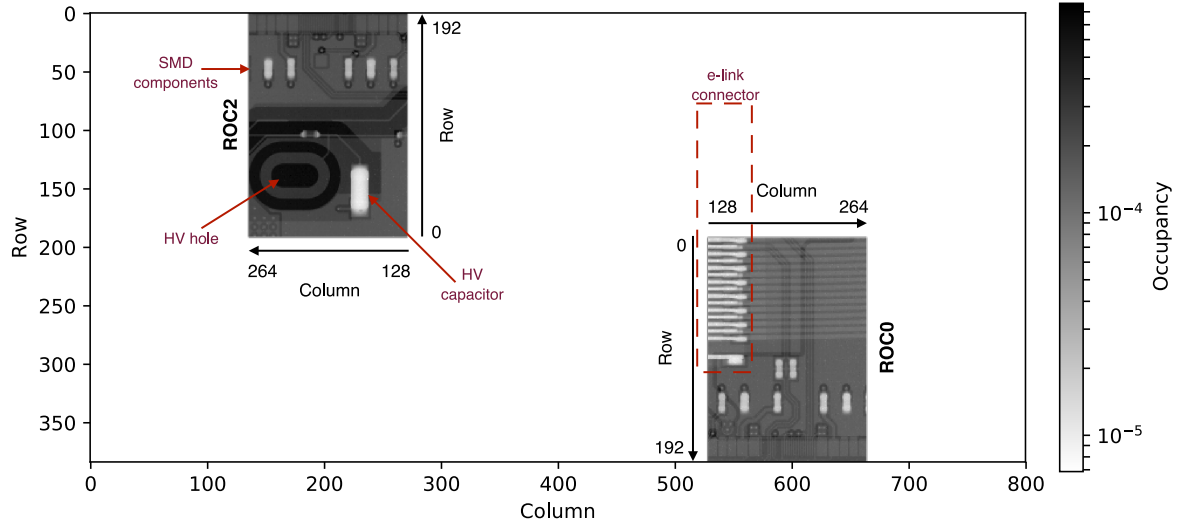 0
50
100
150
200
250
300
350
Row
0
100
200
300
400
500
600
700
800
Column
SMD
components
ROC2
192
Row
0
HV hole
264
128
Column
HV
capacitor
e-link
connector
Column
128
264
0
Row
192
ROC0
10⁻⁴
10⁻⁵
Occupancy